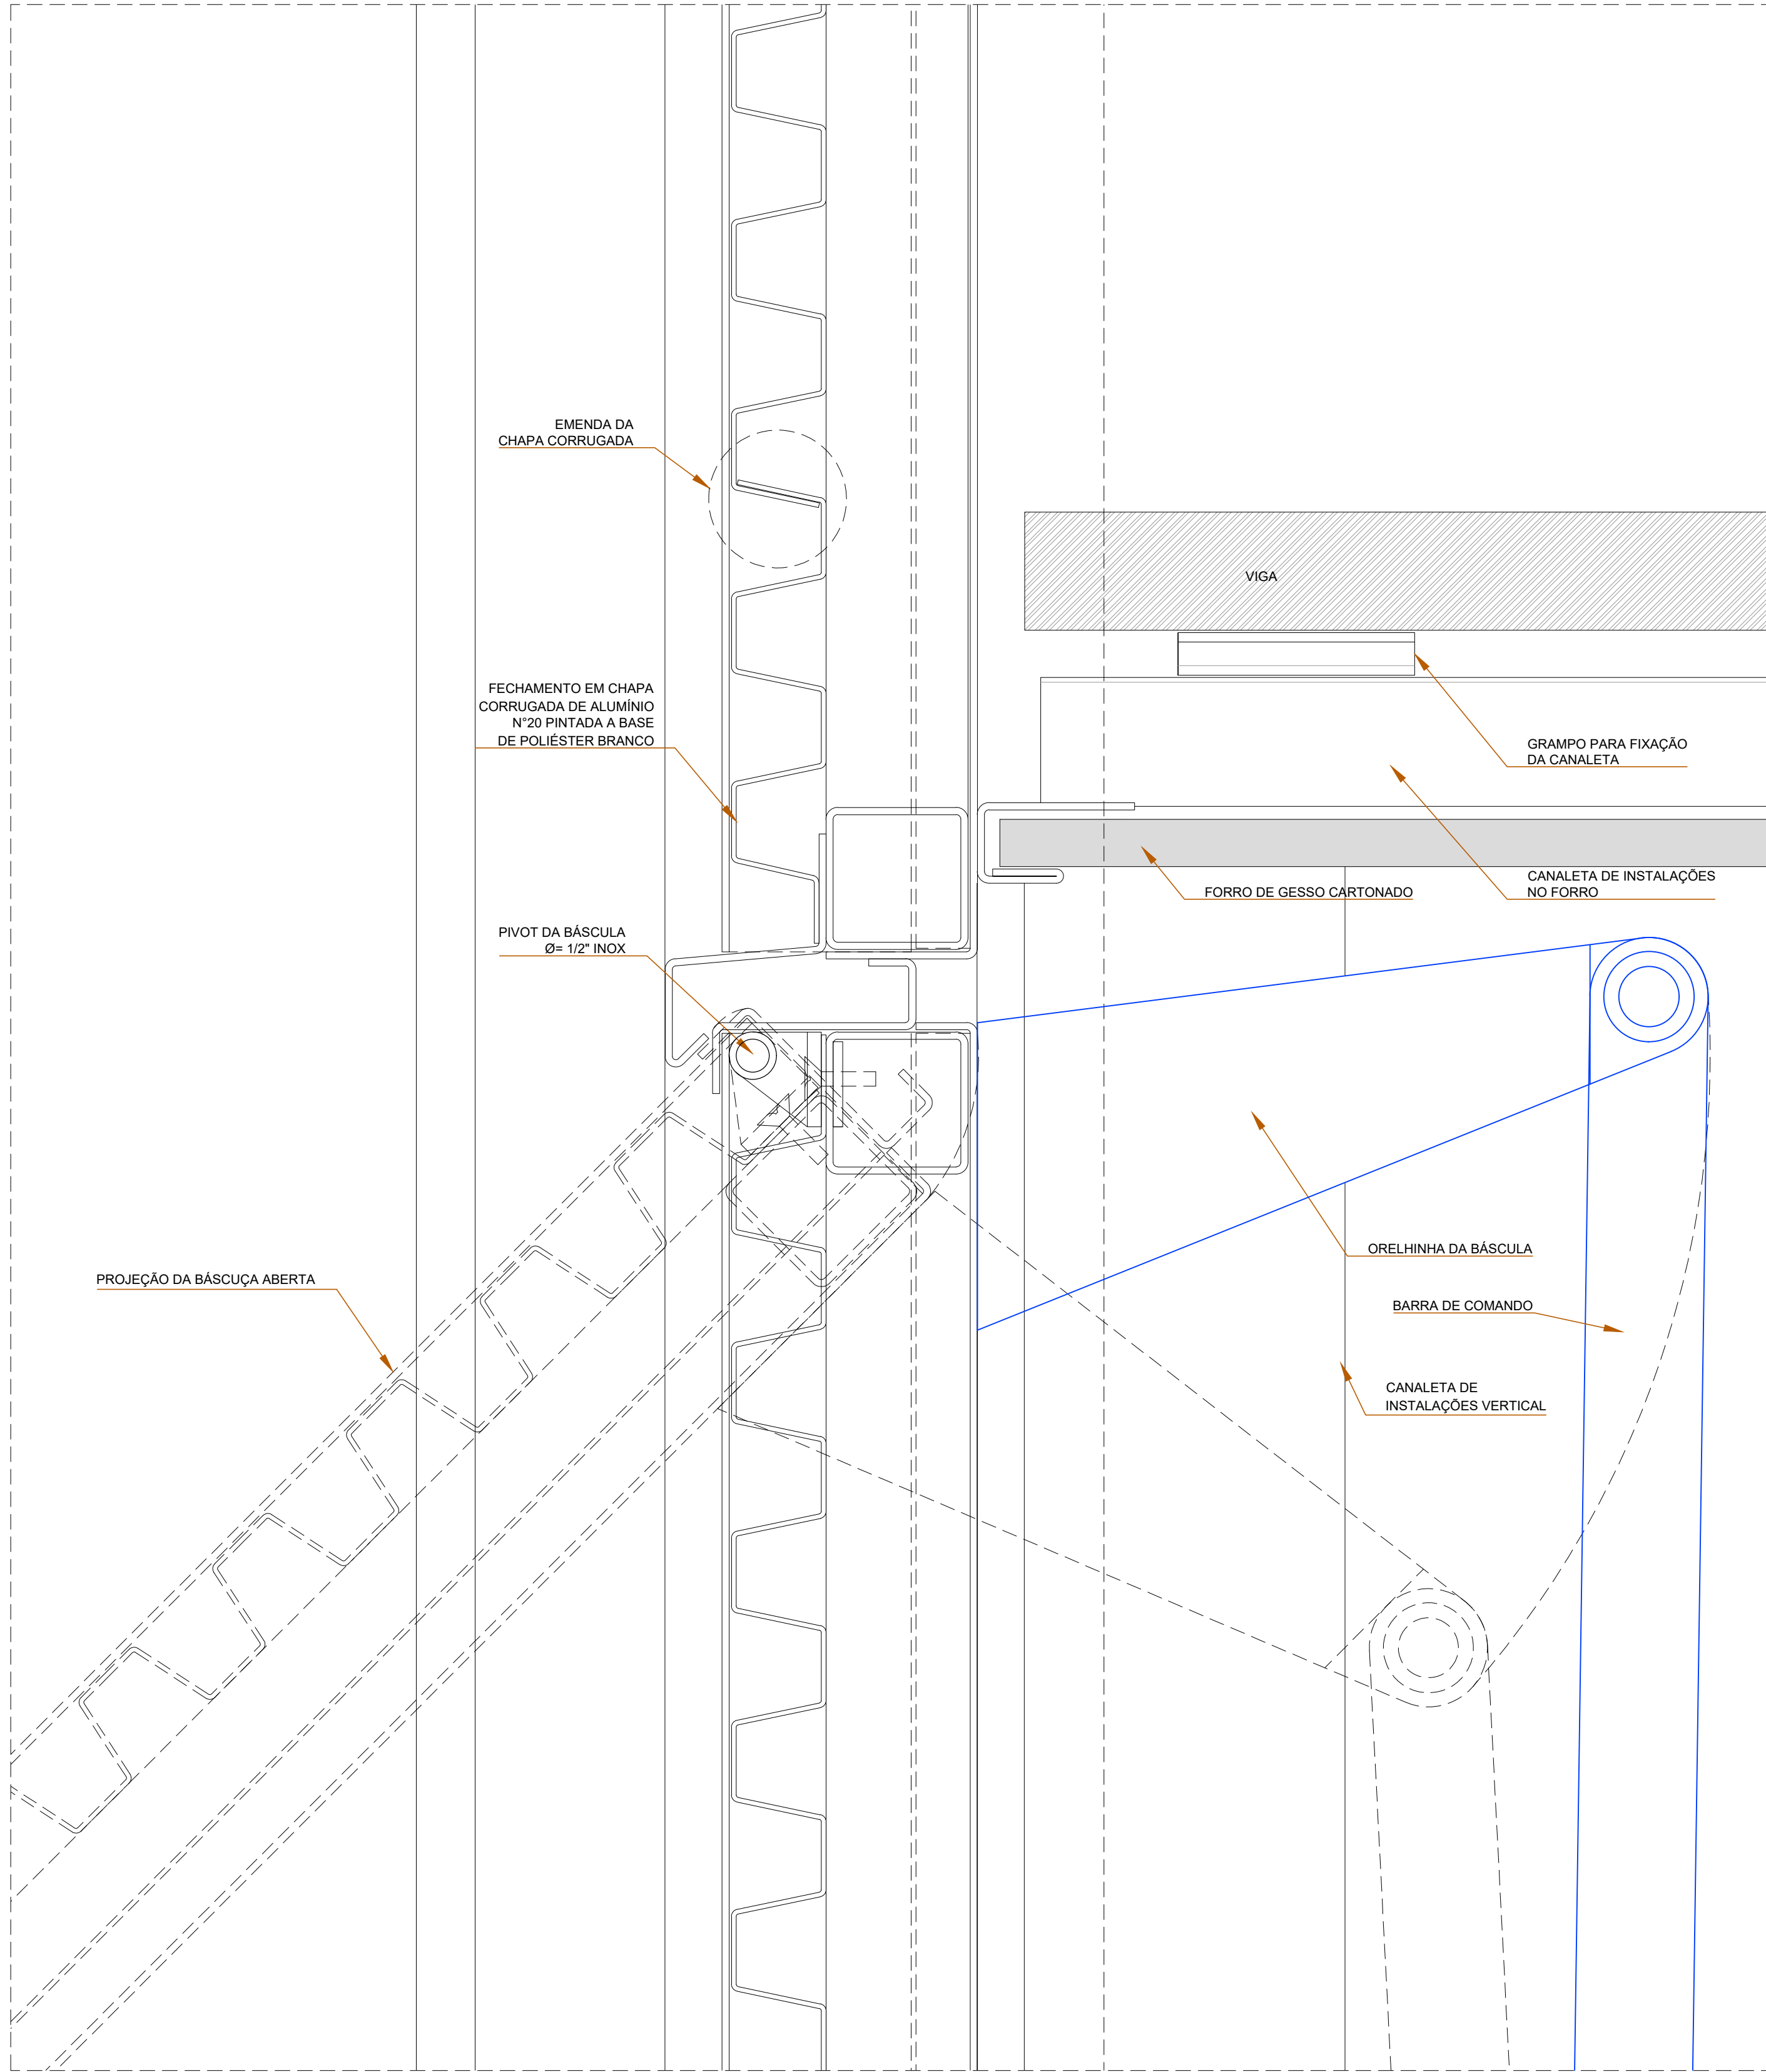 EMENDA DA
CHAPA CORRUGADA
VIGA
FECHAMENTO EM CHAPA
CORRUGADA DE ALUMÍNIO
N°20 PINTADA A BASE
DE POLIÉSTER BRANCO
GRAMPO PARA FIXAÇÃO
DA CANALETA
FORRO DE GESSO CARTONADO
CANALETA DE INSTALAÇÕES
NO FORRO
PIVOT DA BÁSCULA
Ø= 1/2" INOX
ORELHINHA DA BÁSCULA
PROJEÇÃO DA BÁSCUÇA ABERTA
BARRA DE COMANDO
CANALETA DE
INSTALAÇÕES VERTICAL